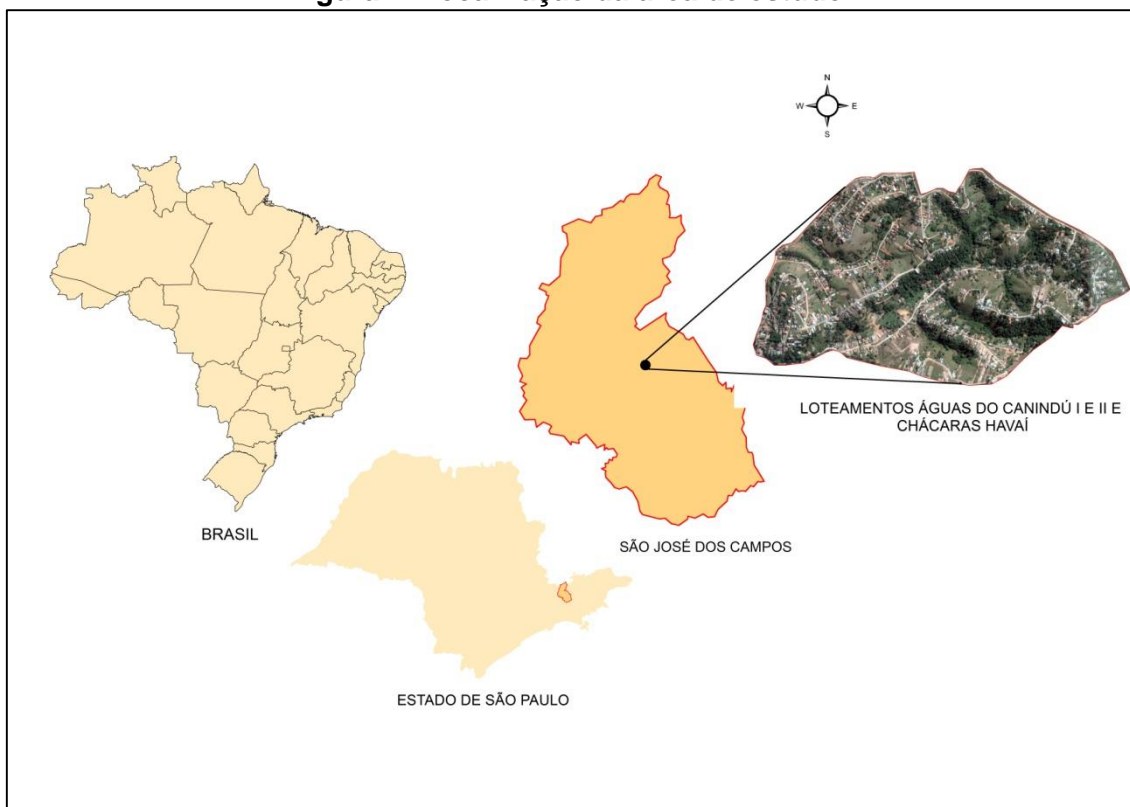 N
W E
S
LOTEAMENTOS ÁGUAS DO CANINDÚ I E II E
CHÁCARAS HAVAÍ
BRASIL
SÃO JOSÉ DOS CAMPOS
ESTADO DE SÃO PAULO